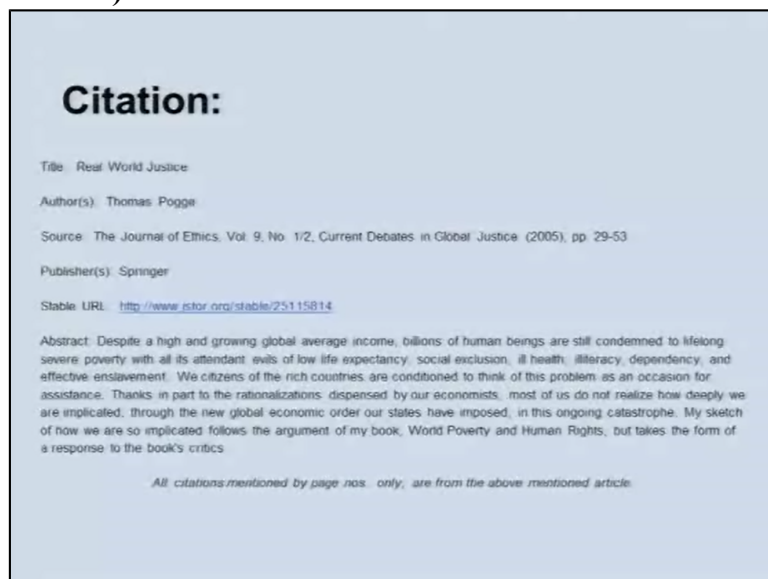 Citation:
Title: Real World Justice
Author(s): Thomas Pogge
Source: The Journal of Ethics, Vol. 9, No. 1/2, Current Debates in Global Justice (2005), pp. 29-53
Publisher(s): Springer
Stable URL: http://www.jstor.org/stable/25115814
Abstract: Despite a high and growing global average income, billions of human beings are still condemned to lifelong
severe poverty with all its attendant evils of low life expectancy, social exclusion, ill health, illiteracy, dependency, and
effective enslavement. We citizens of the rich countries are conditioned to think of this problem as an occasion for
assistance. Thanks in part to the rationalizations dispensed by our economists, most of us do not realize how deeply we
are implicated, through the new global economic order our states have imposed, in this ongoing catastrophe. My sketch
of how we are so implicated follows the argument of my book, World Poverty and Human Rights, but takes the form of
a response to the book's critics
All citations mentioned by page nos. only, are from the above mentioned article.